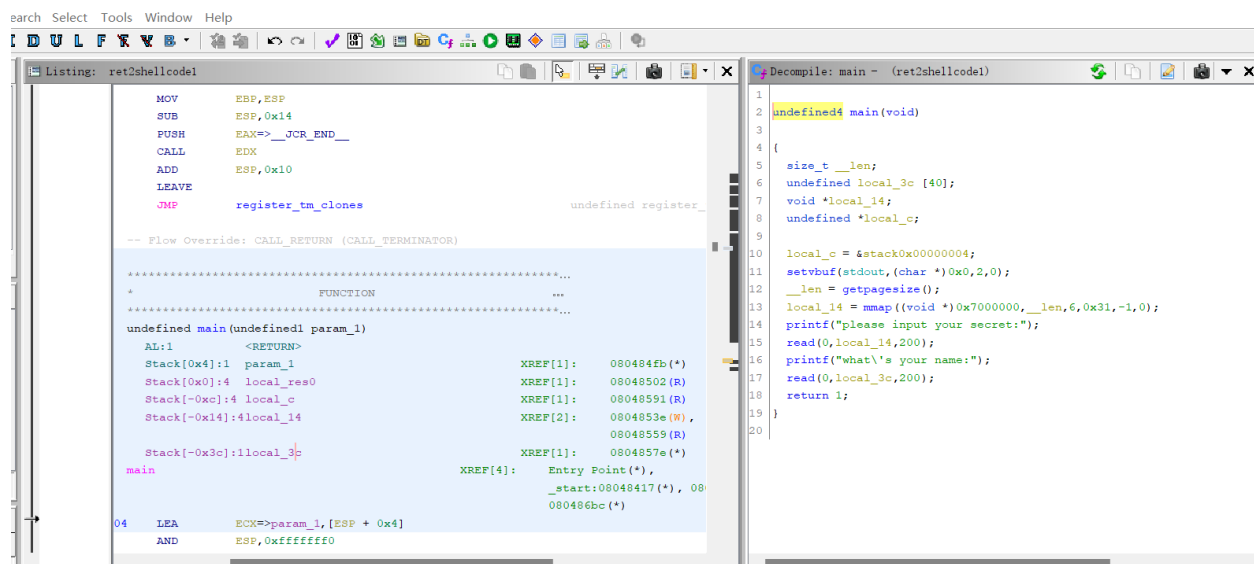 earch Select Tools Window Help
D U L F
B
Listing: ret2shellcode1
MOV EBP,ESP
SUB ESP,0x14
PUSH EAX=>__JCR_END__
CALL EDX
ADD ESP,0x10
LEAVE
JMP register_tm_clones undefined register_
-- Flow Override: CALL_RETURN (CALL_TERMINATOR)
**************************************************************...
* FUNCTION ...
**************************************************************...
undefined main(undefined1 param_1)
AL:1 <RETURN>
Stack[0x4]:1 param_1 XREF[1]: 080484fb(*)
Stack[0x0]:4 local_res0 XREF[1]: 08048502(R)
Stack[-0xc]:4 local_c XREF[1]: 08048591(R)
Stack[-0x14]:4local_14 XREF[2]: 0804853e(W),
08048559(R)
Stack[-0x3c]:1local_3c XREF[1]: 0804857e(*)
main XREF[4]: Entry Point(*),
_start:08048417(*), 08
080486bc(*)
04 LEA ECX=>param_1,[ESP + 0x4]
AND ESP,0xfffffff0
Decompile: main - (ret2shellcode1)
1
2 undefined4 main(void)
3
4 {
5 size_t __len;
6 undefined local_3c [40];
7 void *local_14;
8 undefined *local_c;
9
10 local_c = &stack0x00000004;
11 setvbuf(stdout,(char *)0x0,2,0);
12 __len = getpagesize();
13 local_14 = mmap((void *)0x7000000,__len,6,0x31,-1,0);
14 printf("please input your secret:");
15 read(0,local_14,200);
16 printf("what\'s your name:");
17 read(0,local_3c,200);
18 return 1;
19 }
20